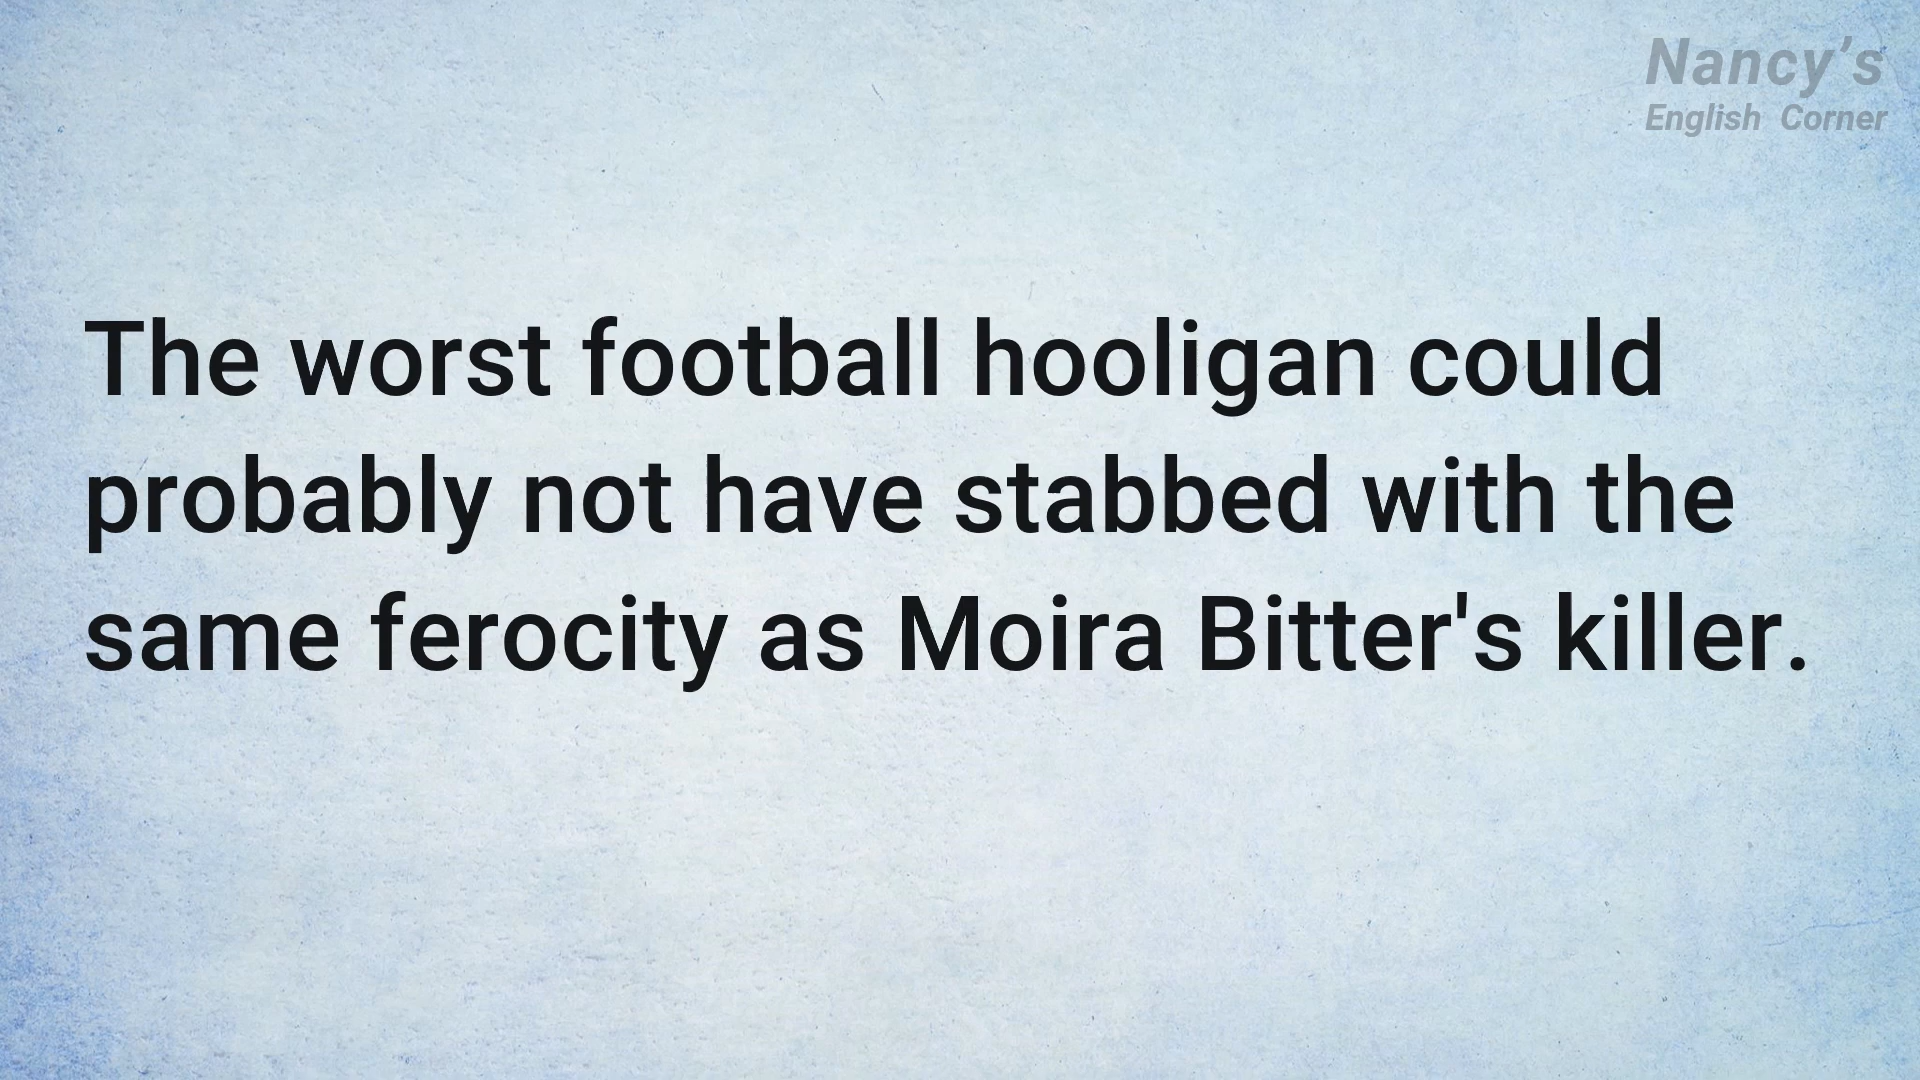 Nancy’s
English Corner
The worst football hooligan could
probably not have stabbed with the
same ferocity as Moira Bitter's killer.